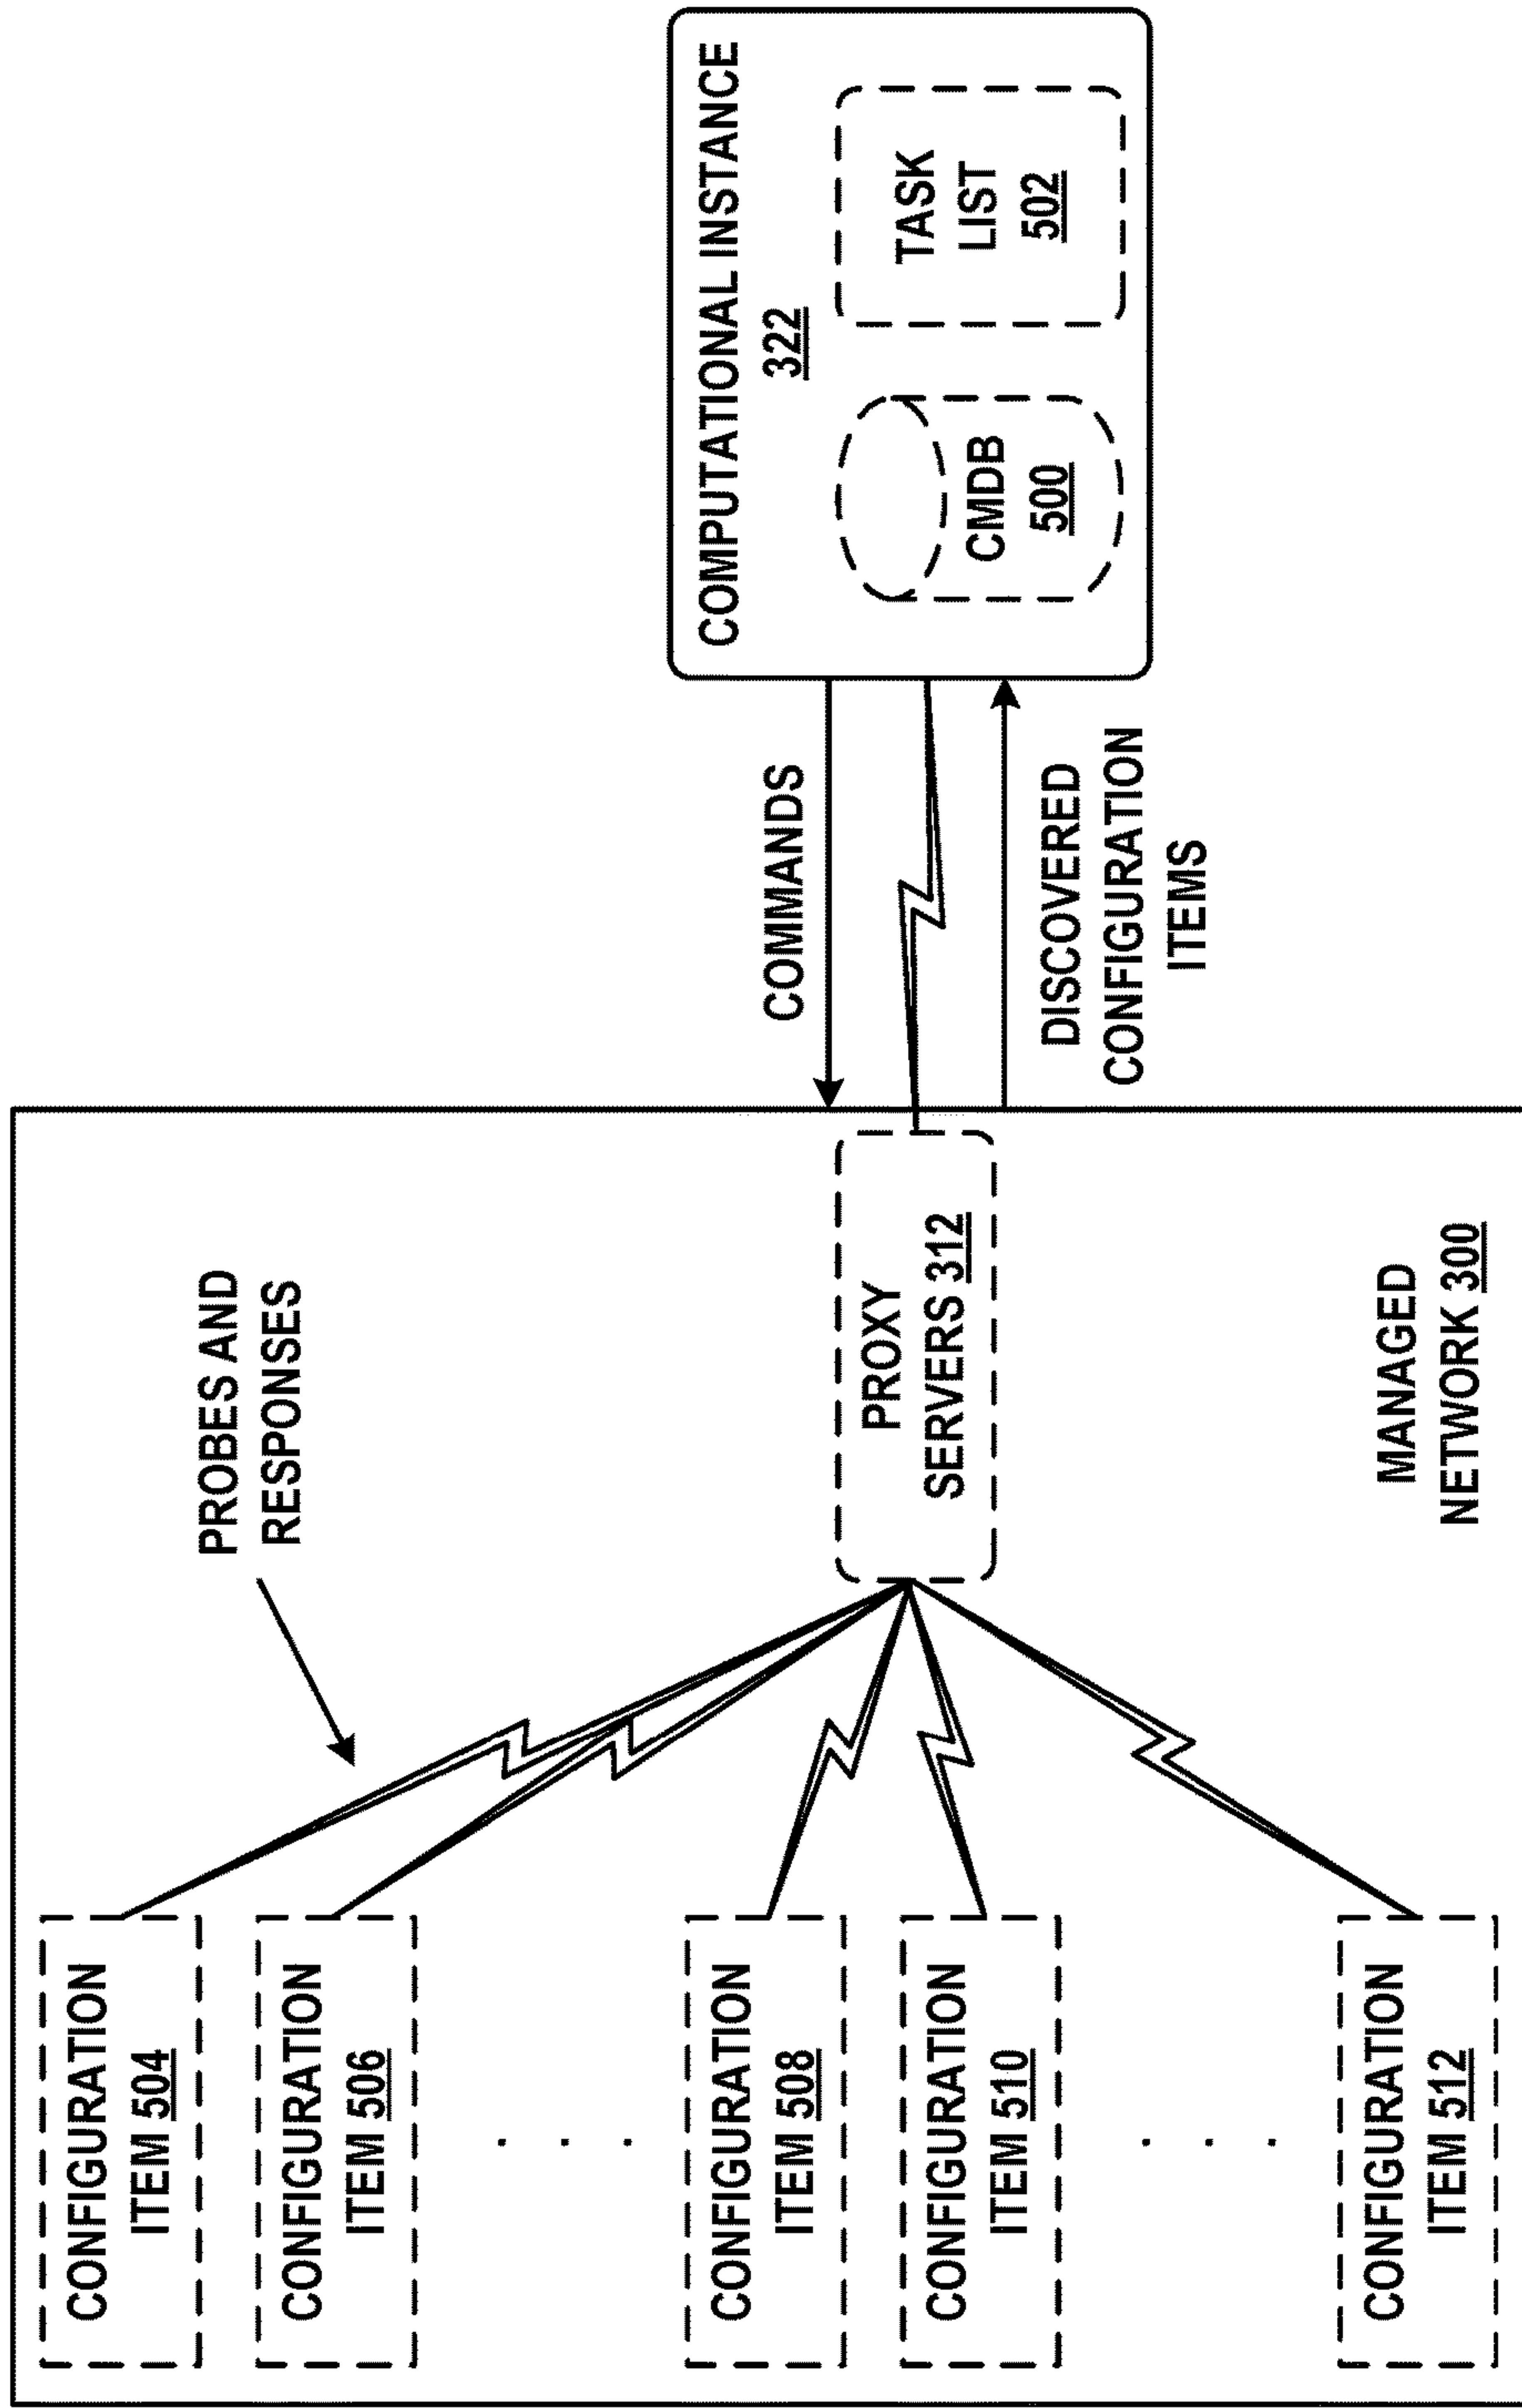 COMPUTATIONAL INSTANCE
322
CMDB
500
TASK
LIST
502
COMMANDS
DISCOVERED
CONFIGURATION
ITEMS
PROBES AND
RESPONSES
PROXY
SERVERS 312
MANAGED
NETWORK 300
CONFIGURATION
ITEM 504
CONFIGURATION
ITEM 506
. . .
CONFIGURATION
ITEM 508
CONFIGURATION
ITEM 510
. . .
CONFIGURATION
ITEM 512